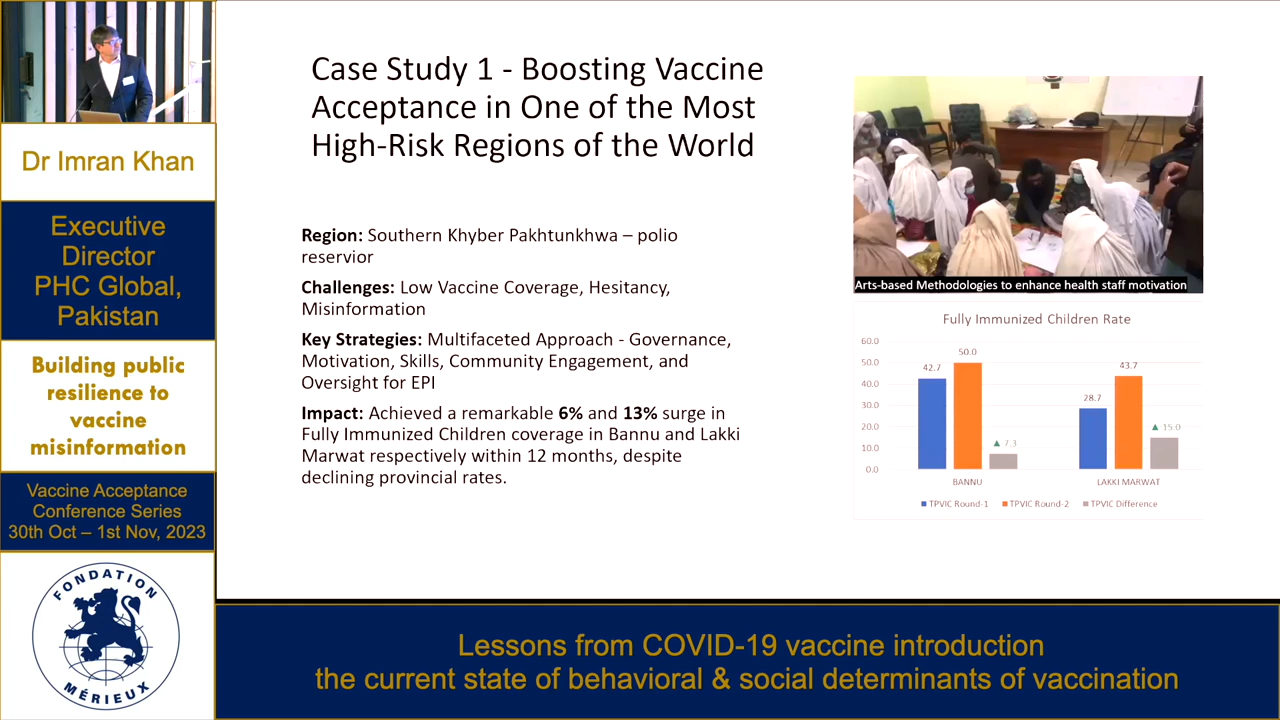 Dr Imran Khan
Executive
Director
PHC Global,
Pakistan
Building public
resilience to
vaccine
misinformation
Vaccine Acceptance
Conference Series
30th Oct – 1st Nov, 2023
FONDATION
MÉRIEUX
Case Study 1 - Boosting Vaccine
Acceptance in One of the Most
High-Risk Regions of the World
Region: Southern Khyber Pakhtunkhwa – polio
reservior
Challenges: Low Vaccine Coverage, Hesitancy,
Misinformation
Key Strategies: Multifaceted Approach - Governance,
Motivation, Skills, Community Engagement, and
Oversight for EPI
Impact: Achieved a remarkable 6% and 13% surge in
Fully Immunized Children coverage in Bannu and Lakki
Marwat respectively within 12 months, despite
declining provincial rates.
Arts-based Methodologies to enhance health staff motivation
Fully Immunized Children Rate
60.0
50.0
40.0
30.0
20.0
10.0
0.0
42.7
50.0
▲ 7.3
28.7
43.7
▲ 15.0
BANNU
LAKKI MARWAT
TPVIC Round-1
TPVIC Round-2
TPVIC Difference
Lessons from COVID-19 vaccine introduction
the current state of behavioral & social determinants of vaccination